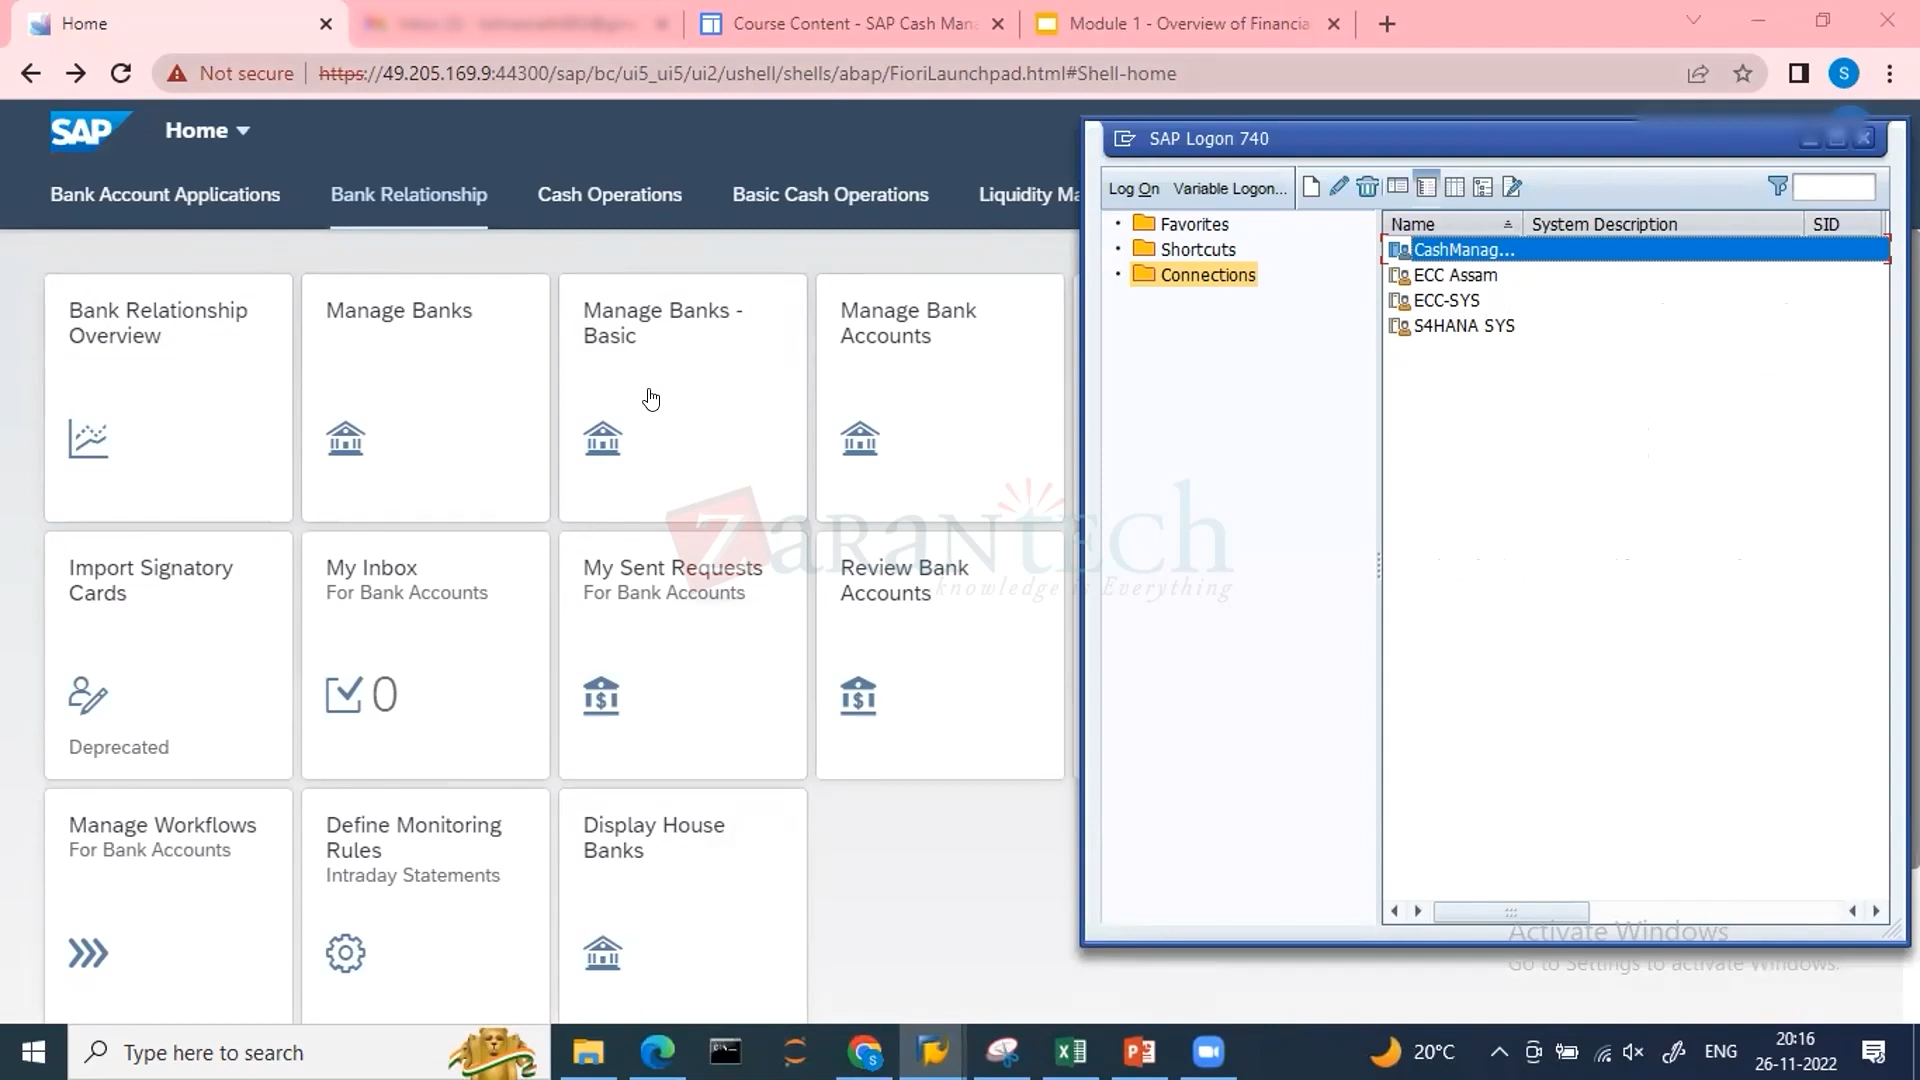 Home
Course Content - SAP Cash Mana
Module 1 - Overview of Financia
Not secure
https://49.205.169.9:44300/sap/bc/ui5_ui5/ui2/ushell/shells/abap/FioriLaunchpad.html#Shell-home
S
SAP
Home
Bank Account Applications
Bank Relationship
Cash Operations
Basic Cash Operations
Liquidity Ma
Bank Relationship
Overview
Manage Banks
Manage Banks -
Basic
Manage Bank
Accounts
Import Signatory
Cards
Deprecated
My Inbox
For Bank Accounts
0
My Sent Requests
For Bank Accounts
Review Bank
Accounts
Manage Workflows
For Bank Accounts
Define Monitoring
Rules
Intraday Statements
Display House
Banks
ZaranTech
knowledge is Everything
SAP Logon 740
Log On
Variable Logon...
Favorites
Shortcuts
Connections
Name
System Description
SID
CashManag...
ECC Assam
ECC-SYS
S4HANA SYS
Activate Windows
Go to Settings to activate Windows.
Type here to search
20°C
ENG
20:16
26-11-2022